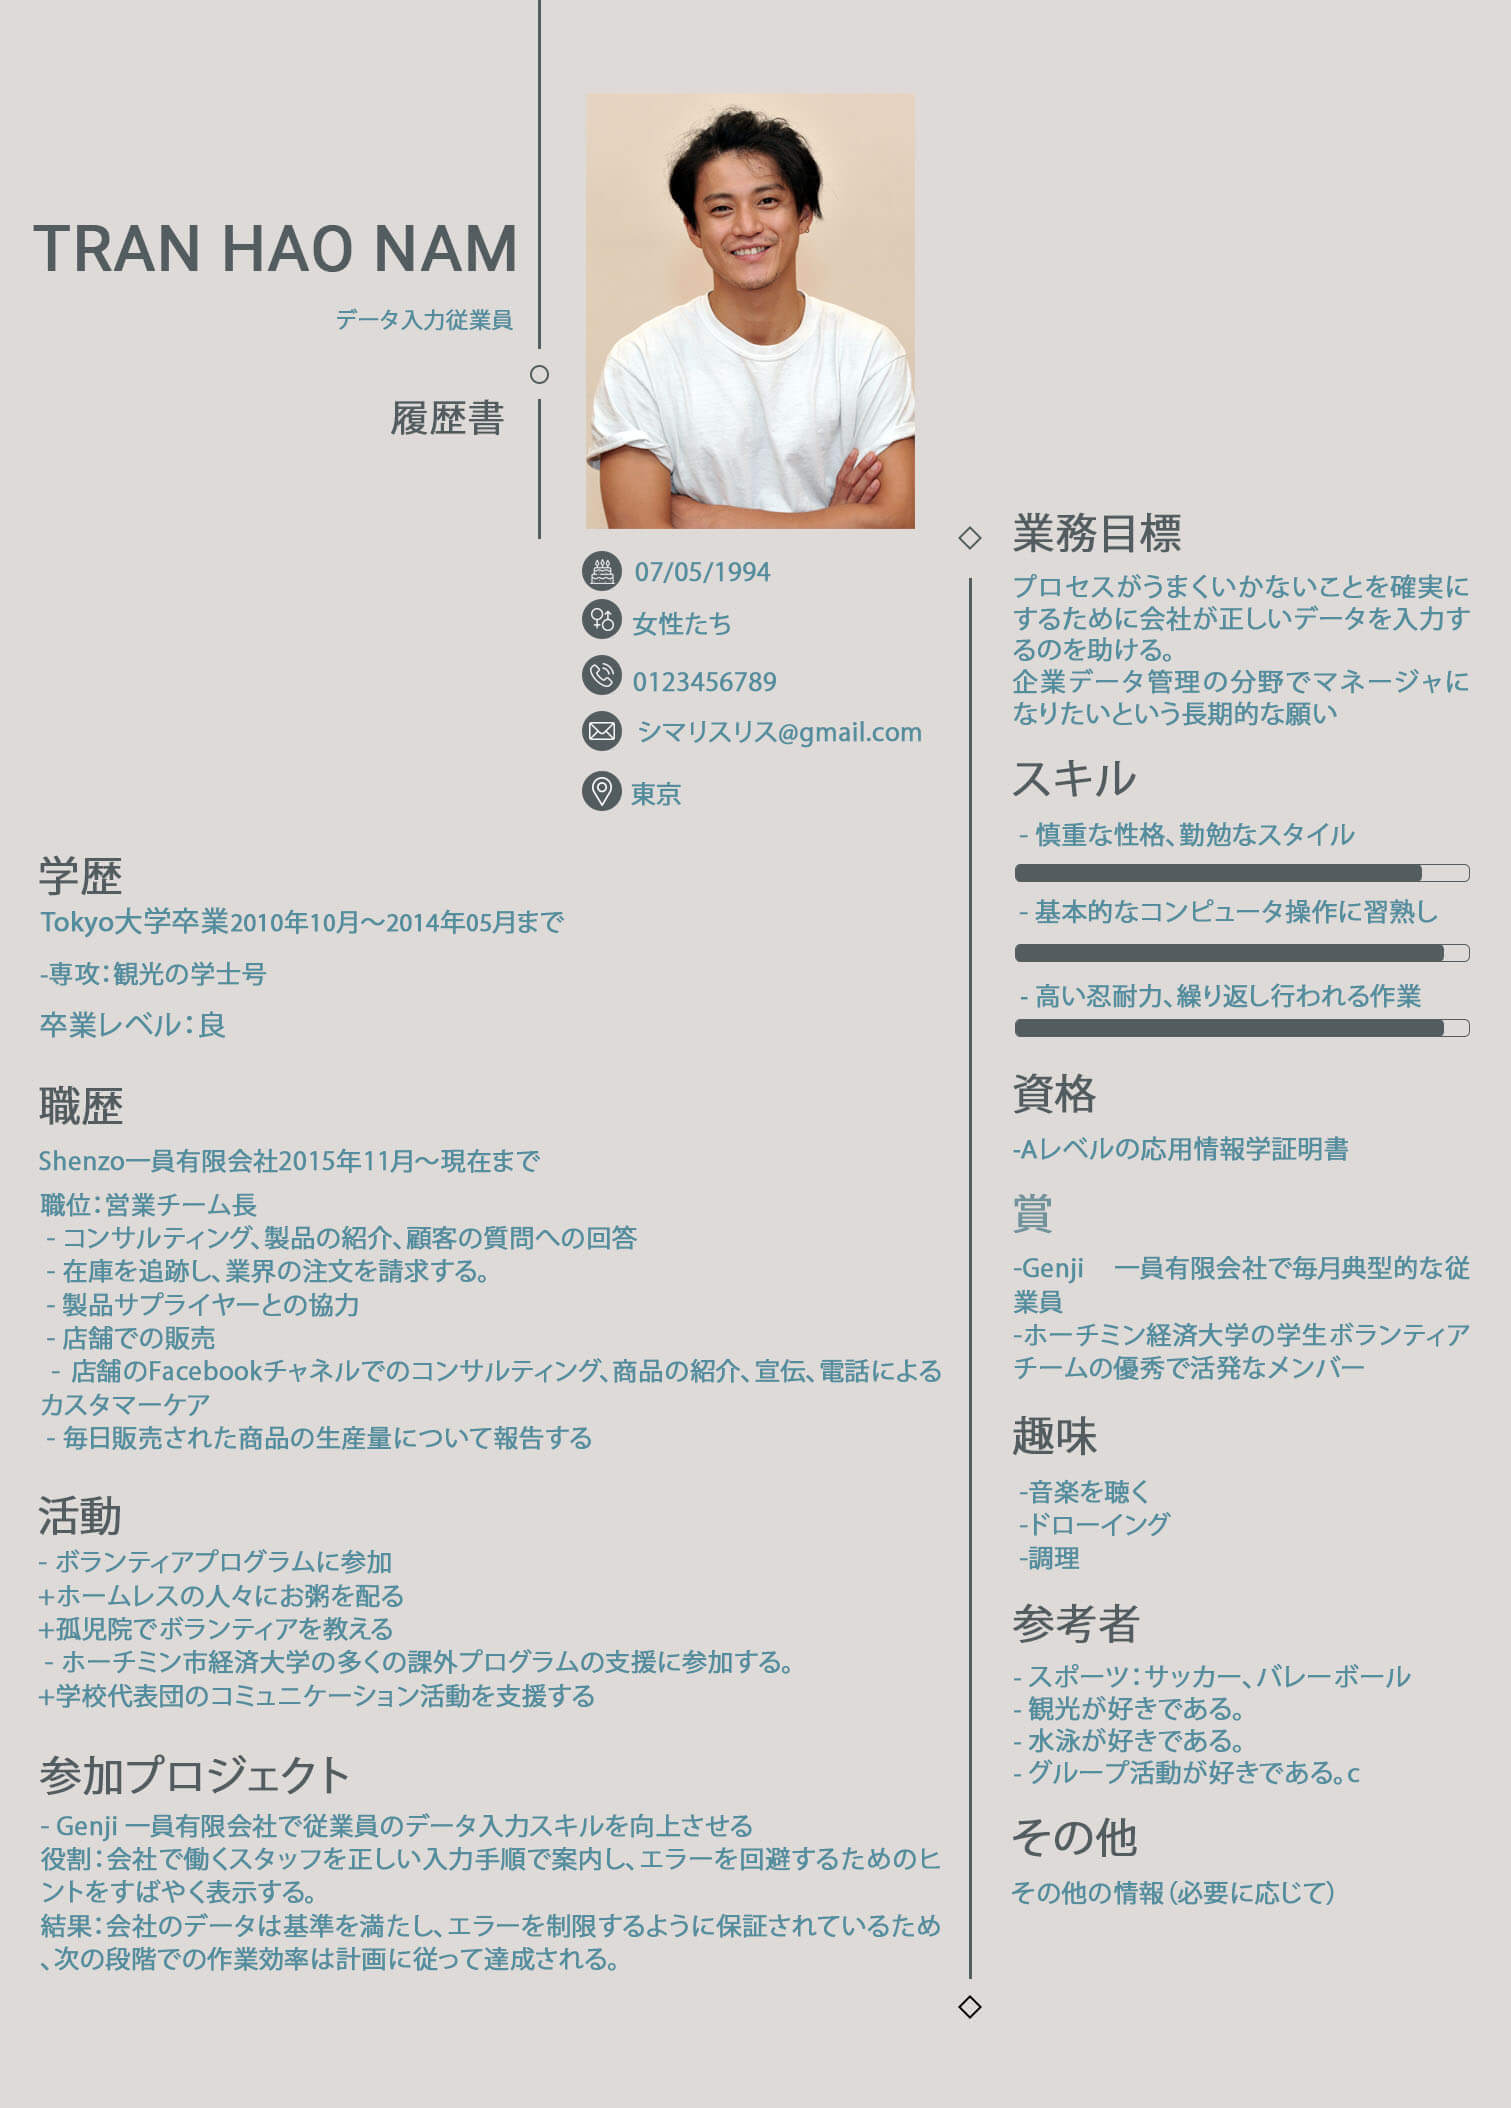 TRAN HAO NAM
データ入力従業員
履歴書
07/05/1994
女性たち
0123456789
シマリスリス@gmail.com
東京
学歴
Tokyo大学卒業2010年10月～2014年05月まで
-専攻：観光の学士号
卒業レベル：良
職歴
Shenzo一員有限会社2015年11月～現在まで
職位：営業チーム長
- コンサルティング、製品の紹介、顧客の質問への回答
- 在庫を追跡し、業界の注文を請求する。
- 製品サプライヤーとの協力
- 店舗での販売
- 店舗のFacebookチャネルでのコンサルティング、商品の紹介、宣伝、電話による
カスタマーケア
- 毎日販売された商品の生産量について報告する
活動
- ボランティアプログラムに参加
+ホームレスの人々にお粥を配る
+孤児院でボランティアを教える
- ホーチミン市経済大学の多くの課外プログラムの支援に参加する。
+学校代表団のコミュニケーション活動を支援する
参加プロジェクト
- Genji 一員有限会社で従業員のデータ入力スキルを向上させる
役割：会社で働くスタッフを正しい入力手順で案内し、エラーを回避するためのヒ
ントをすばやく表示する。
結果：会社のデータは基準を満たし、エラーを制限するように保証されているため
、次の段階での作業効率は計画に従って達成される。
業務目標
プロセスがうまくいかないことを確実に
するために会社が正しいデータを入力す
るのを助ける。
企業データ管理の分野でマネージャに
なりたいという長期的な願い
スキル
- 慎重な性格、勤勉なスタイル
- 基本的なコンピュータ操作に習熟し
- 高い忍耐力、繰り返し行われる作業
資格
-Aレベルの応用情報学証明書
賞
-Genji 一員有限会社で毎月典型的な従
業員
-ホーチミン経済大学の学生ボランティア
チームの優秀で活発なメンバー
趣味
-音楽を聴く
-ドローイング
-調理
参考者
- スポーツ：サッカー、バレーボール
- 観光が好きである。
- 水泳が好きである。
- グループ活動が好きである。c
その他
その他の情報（必要に応じて）